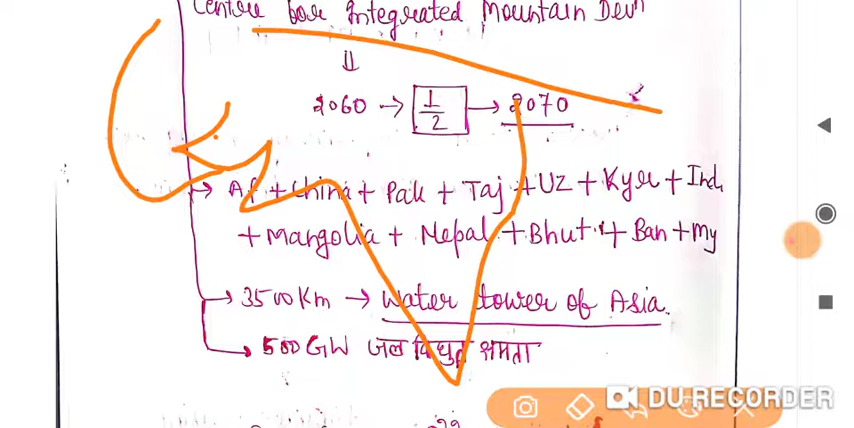 Centre for Integrated Mountain Devn
⇓
2060 → 1/2 → 2070
→ Af + China + Pak + Taj + UZ + Kyr + Ind
+ Mangolia + Nepal + Bhut + Ban + My
→ 3500 Km → Water tower of Asia.
→ 500 GW जल विधुत क्षमता
DU RECORDER